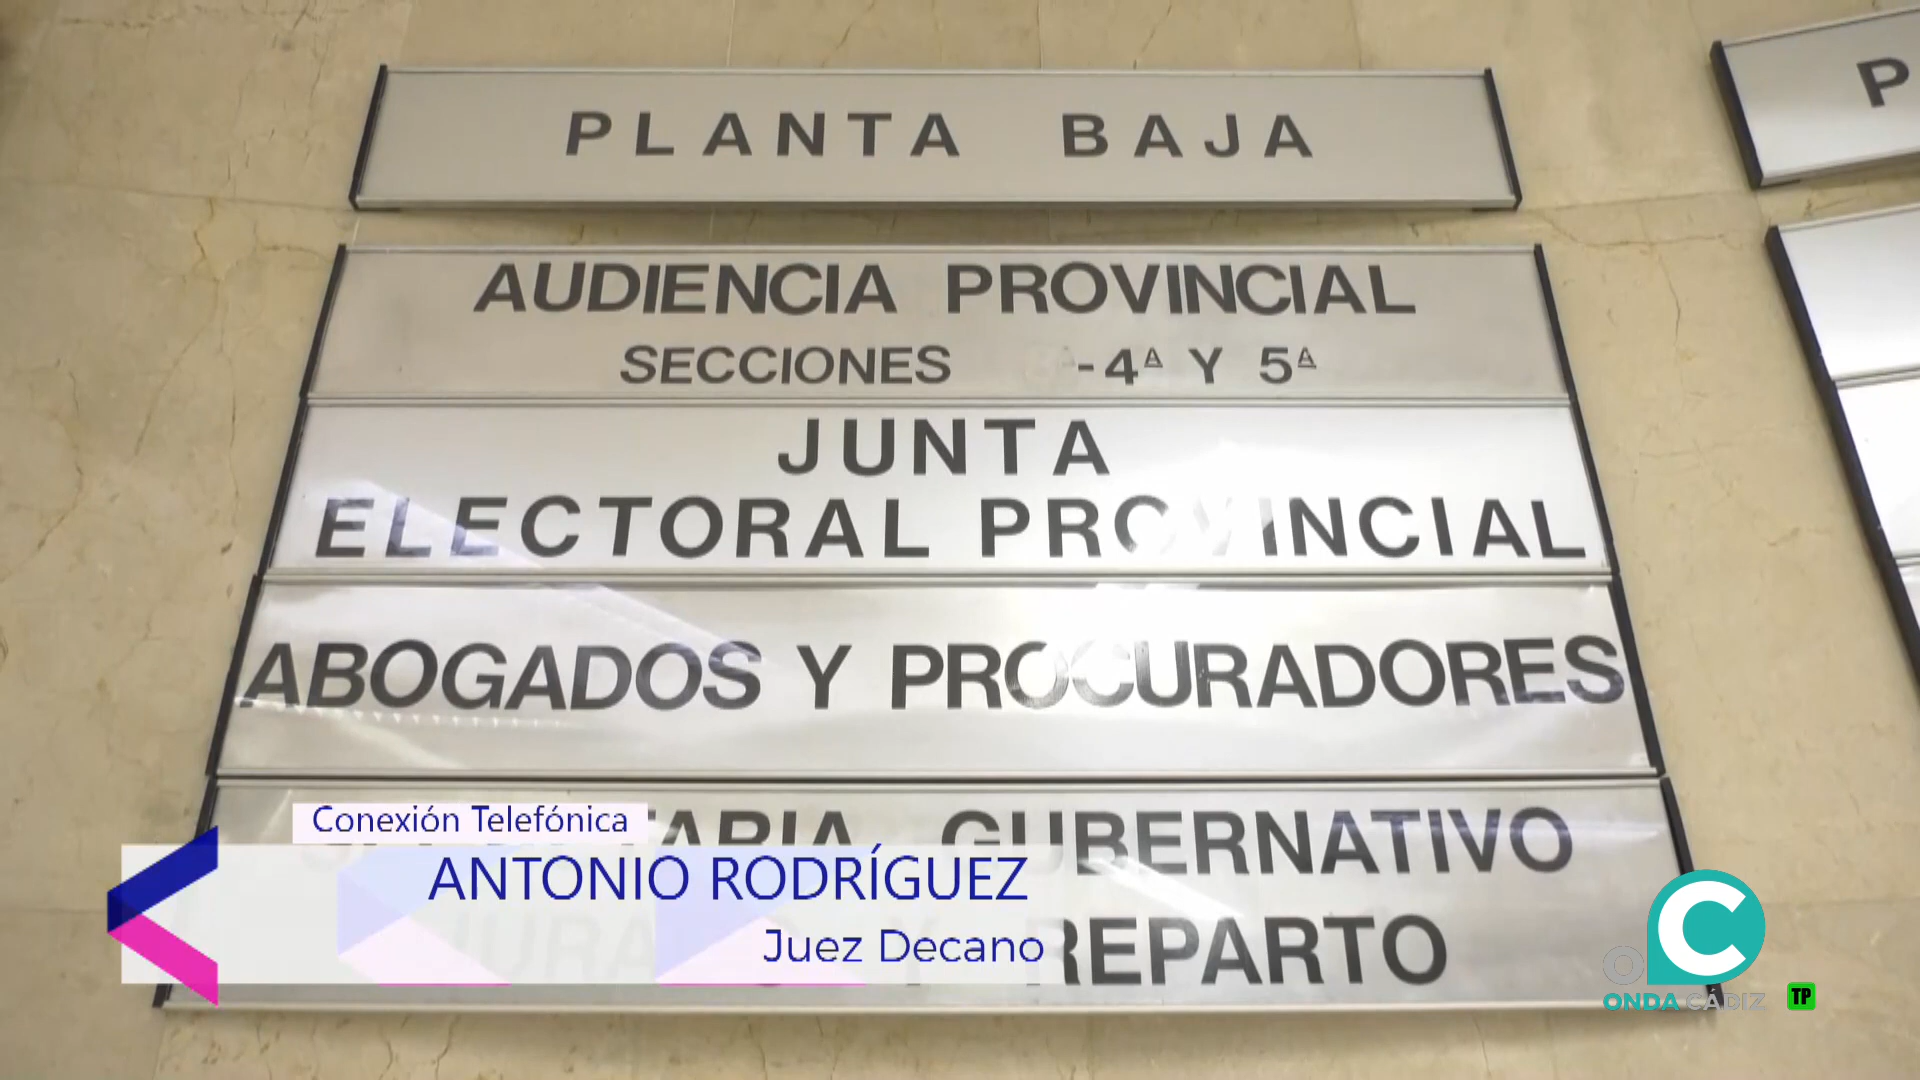 PLANTA BAJA
P
AUDIENCIA PROVINCIAL
SECCIONES -4ª Y 5ª
JUNTA
ELECTORAL PROVINCIAL
ABOGADOS Y PROCURADORES
GUBERNATIVO
REPARTO
Conexión Telefónica
ANTONIO RODRÍGUEZ
Juez Decano
ONDA CÁDIZ
TP